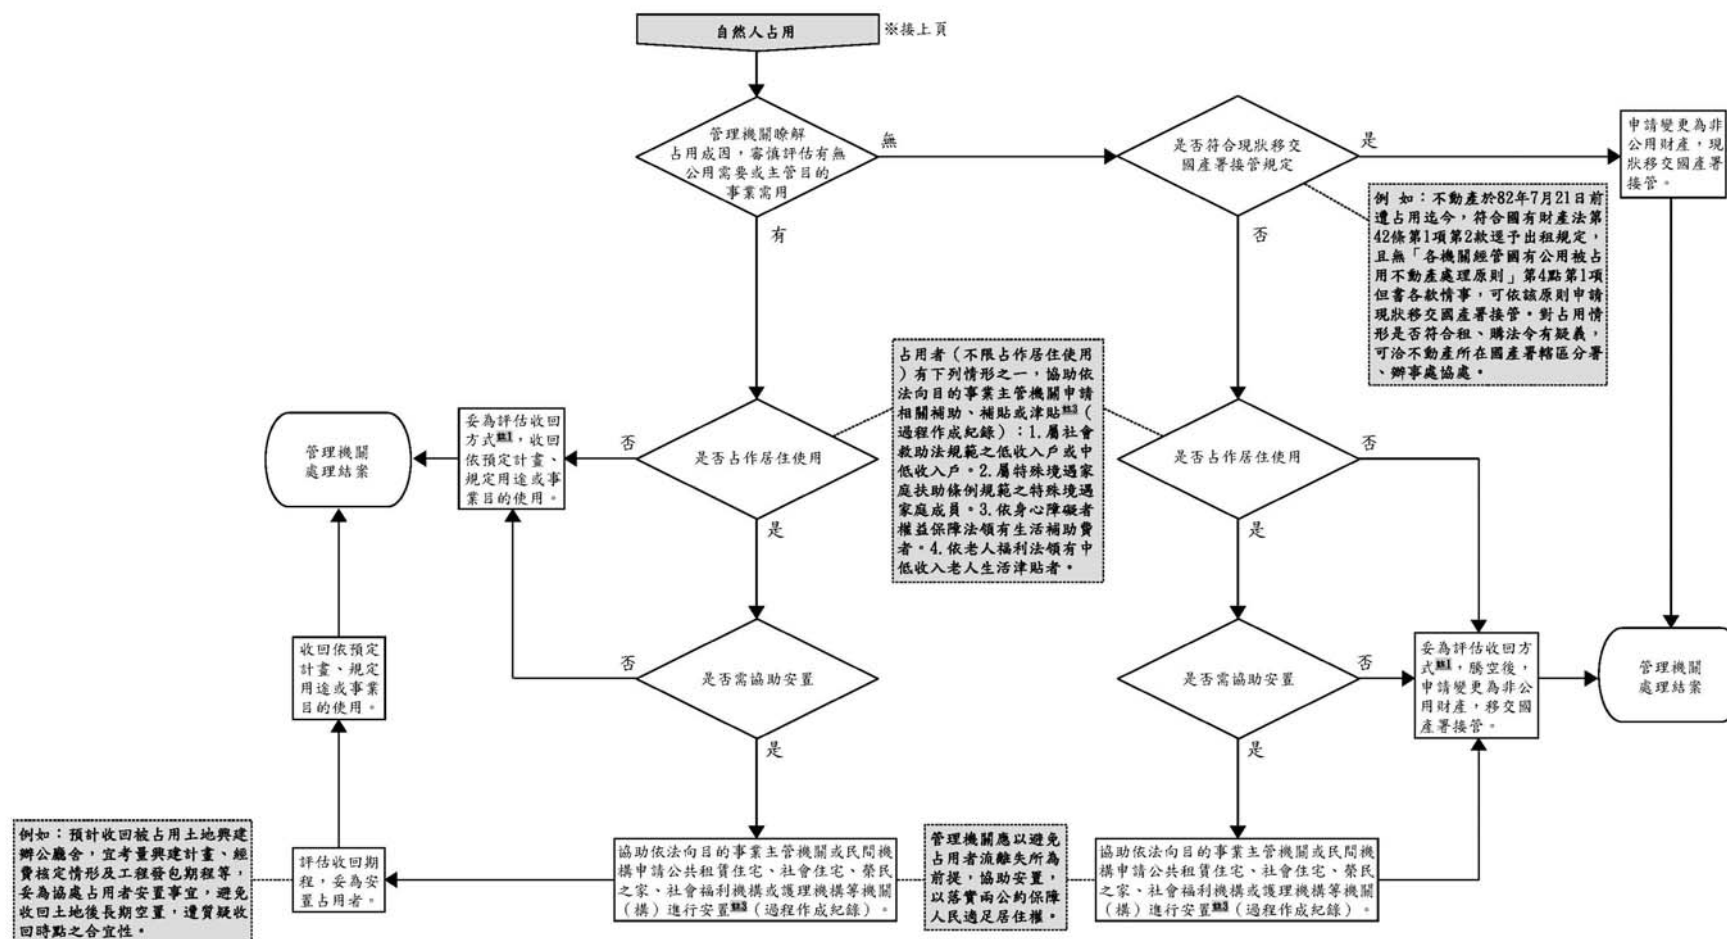 自然人占用
※接上頁
管理機關瞭解
占用成因，審慎評估有無
公用需要或主管目的
事業需用
無
有
是否符合現狀移交
國產署接管規定
是
否
申請變更為非
公用財產，現
狀移交國產署
接管。
例 如：不動產於82年7月21日前
遭占用迄今，符合國有財產法第
42條第1項第2款逕予出租規定，
且無「各機關經管國有公用被占
用不動產處理原則」第4點第1項
但書各款情事，可依該原則申請
現狀移交國產署接管。對占用情
形是否符合租、購法令有疑義，
可洽不動產所在國產署轄區分署
、辦事處協處。
占用者（不限占作居住使用
）有下列情形之一，協助依
法向目的事業主管機關申請
相關補助、補貼或津貼註3（
過程作成紀錄）：1.屬社會
救助法規範之低收入戶或中
低收入戶。2.屬特殊境遇家
庭扶助條例規範之特殊境遇
家庭成員。3.依身心障礙者
權益保障法領有生活補助費
者。4.依老人福利法領有中
低收入老人生活津貼者。
管理機關
處理結案
妥為評估收回
方式註1，收回
依預定計畫、
規定用途或事
業目的使用。
否
是否占作居住使用
是
是否占作居住使用
否
是
收回依預定
計畫、規定
用途或事業
目的使用。
否
是否需協助安置
是
是否需協助安置
否
是
妥為評估收回方
式註1，騰空後，
申請變更為非公
用財產，移交國
產署接管。
管理機關
處理結案
例如：預計收回被占用土地興建
辦公廳舍，宜考量興建計畫、經
費核定情形及工程發包期程等，
妥為協處占用者安置事宜，避免
收回土地後長期空置，遭質疑收
回時點之合宜性。
評估收回期
程，妥為安
置占用者。
協助依法向目的事業主管機關或民間機
構申請公共租賃住宅、社會住宅、榮民
之家、社會福利機構或護理機構等機關
（構）進行安置註3（過程作成紀錄）。
管理機關應以避免
占用者流離失所為
前提，協助安置，
以落實兩公約保障
人民適足居住權。
協助依法向目的事業主管機關或民間機
構申請公共租賃住宅、社會住宅、榮民
之家、社會福利機構或護理機構等機關
（構）進行安置註3（過程作成紀錄）。